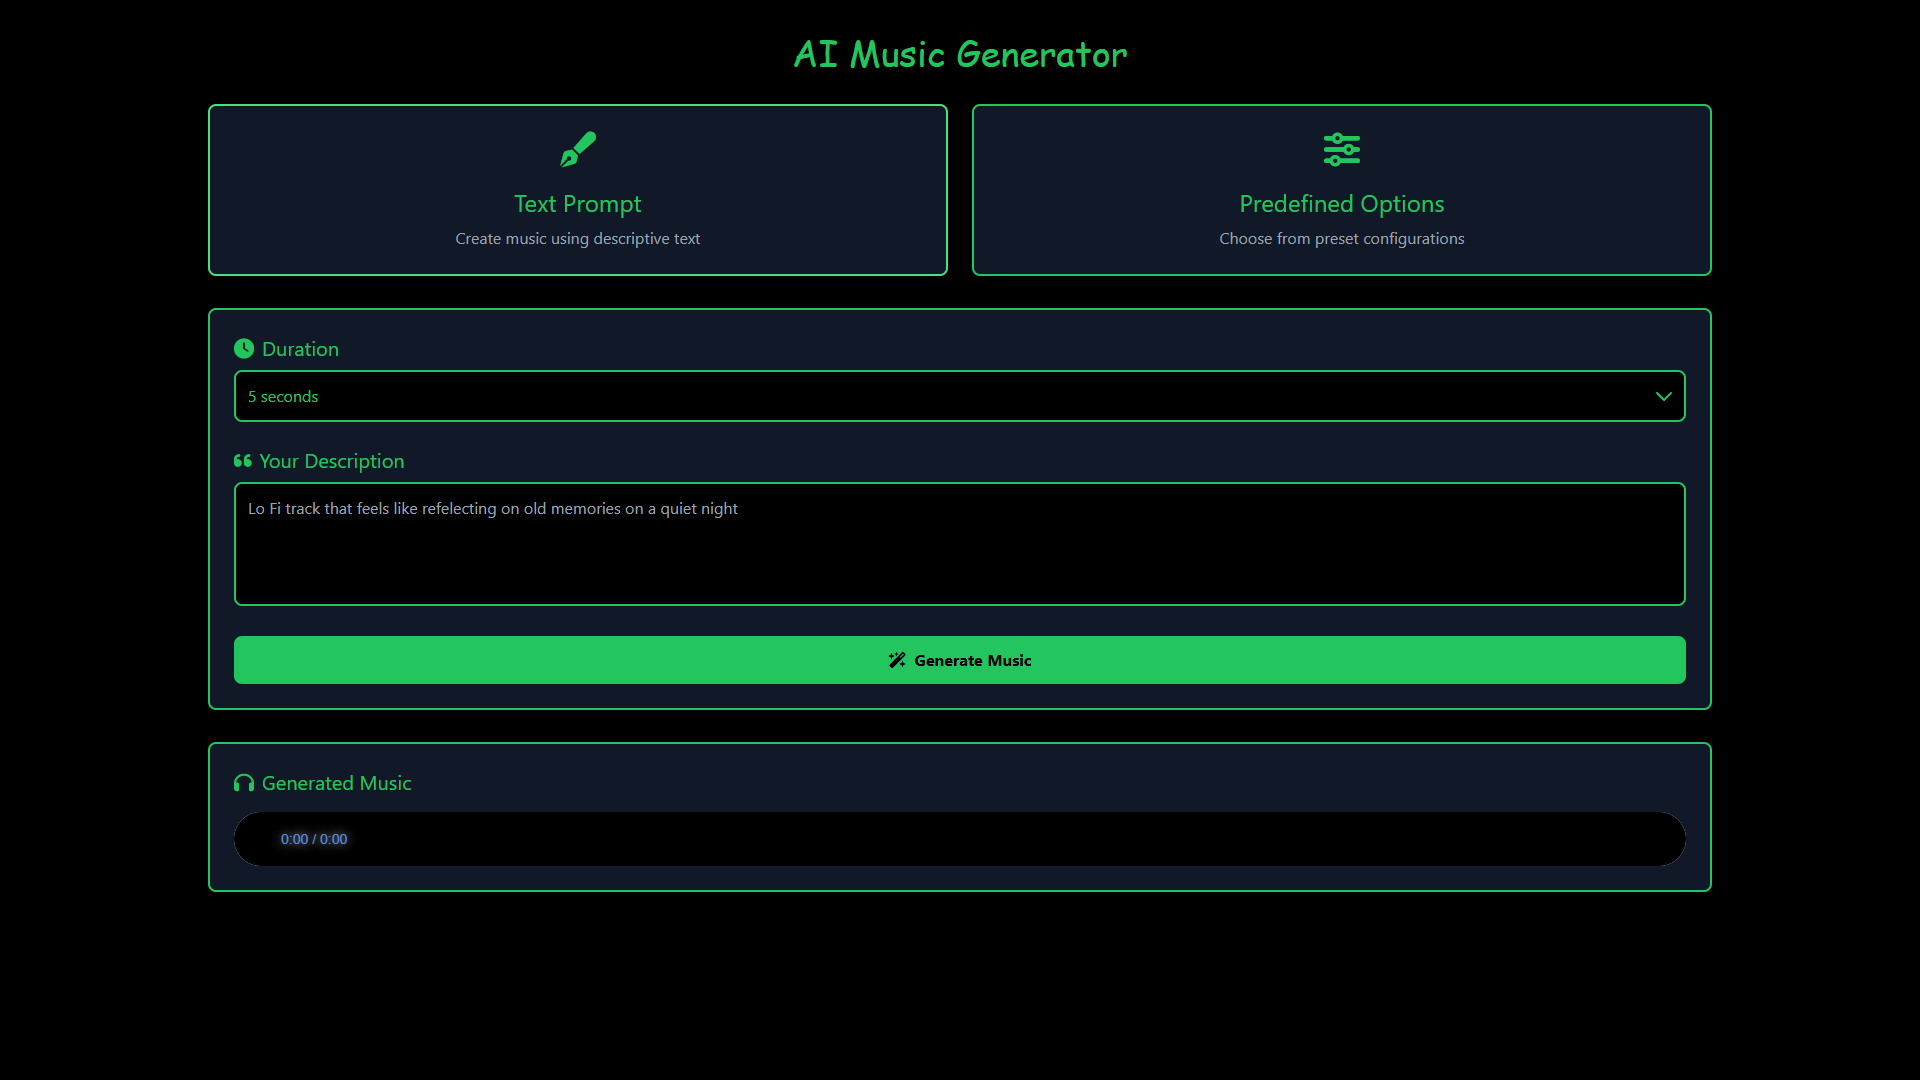 AI Music Generator
Text Prompt
Create music using descriptive text
Predefined Options
Choose from preset configurations
Duration
5 seconds
Your Description
Lo Fi track that feels like refelecting on old memories on a quiet night
Generate Music
Generated Music
0:00 / 0:00